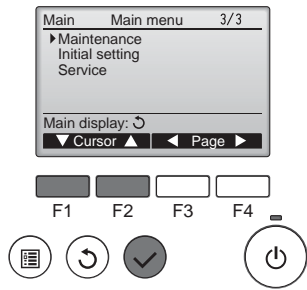 Main Main menu 3/3
Maintenance
Initial setting
Service
Main display:
Cursor Page
F1 F2 F3 F4